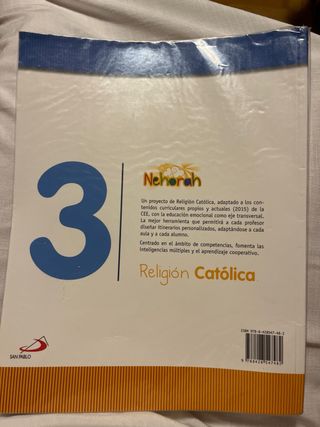 3
Nehorah
Un proyecto de Religión Católica, adaptado a los con-
tenidos curriculares propios y actuales (2015) de la
CEE, con la educación emocional como eje transversal.
La mejor herramienta que permitirá a cada profesor
diseñar itinerarios personalizados, adaptándose a cada
aula y a cada alumno.
Centrado en el ámbito de competencias, fomenta las
inteligencias múltiples y el aprendizaje cooperativo.
Religión Católica
SAN PABLO